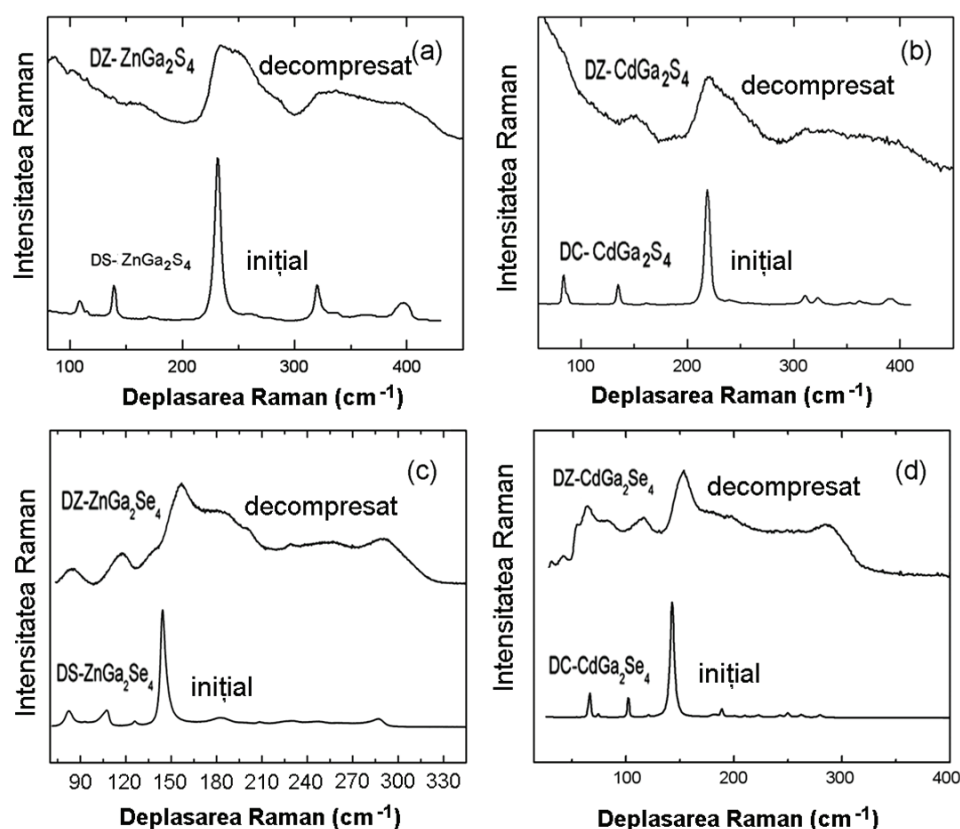 (a)
DZ- ZnGa₂S₄
decompresat
DS- ZnGa₂S₄
inițial
Intensitatea Raman
100 200 300 400
Deplasarea Raman (cm⁻¹)
(b)
DZ-CdGa₂S₄
decompresat
DC- CdGa₂S₄
inițial
Intensitatea Raman
100 200 300 400
Deplasarea Raman (cm⁻¹)
(c)
DZ-ZnGa₂Se₄
decompresat
DS-ZnGa₂Se₄
inițial
Intensitatea Raman
90 120 150 180 210 240 270 300 330
Deplasarea Raman (cm⁻¹)
(d)
DZ-CdGa₂Se₄
decompresat
DC-CdGa₂Se₄
inițial
Intensitatea Raman
100 200 300 400
Deplasarea Raman (cm⁻¹)